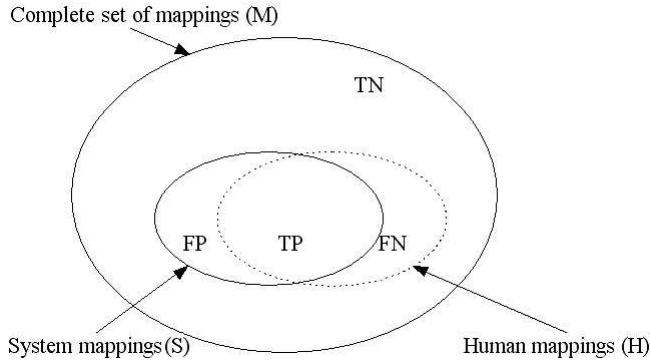 Complete set of mappings (M)
TN
FP
TP
FN
System mappings (S)
Human mappings (H)